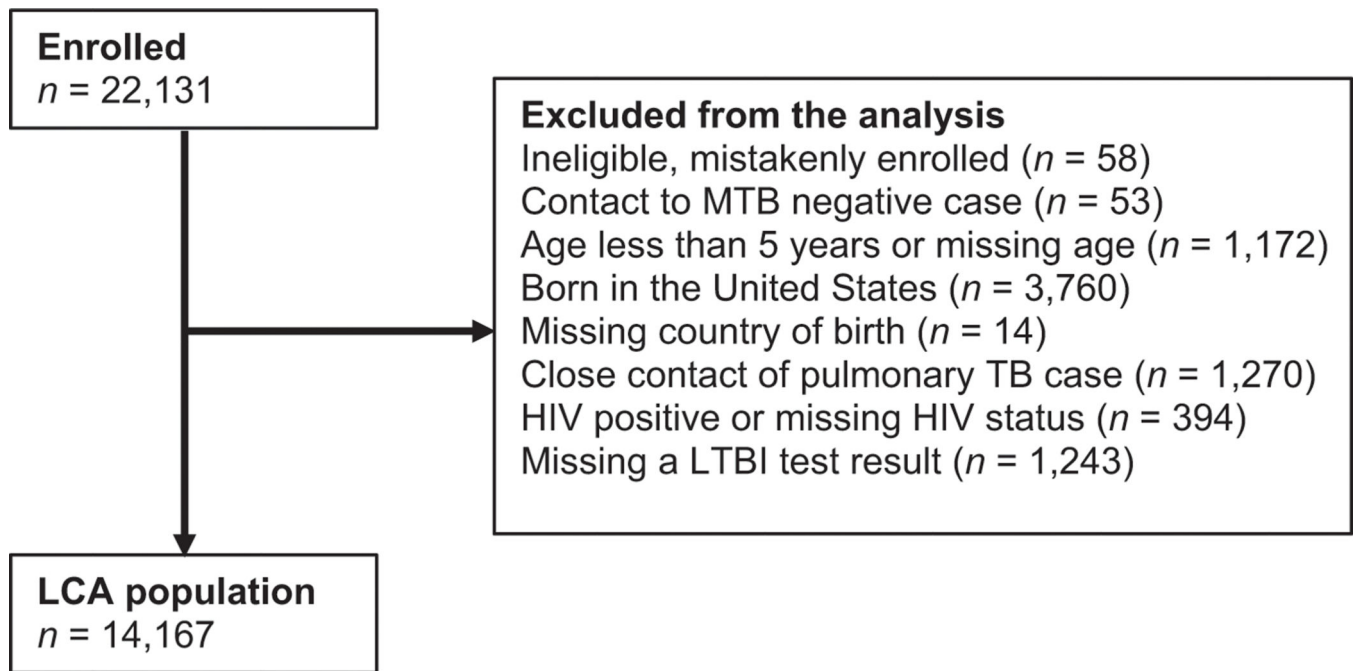 Enrolled
n = 22,131
Excluded from the analysis
Ineligible, mistakenly enrolled (n = 58)
Contact to MTB negative case (n = 53)
Age less than 5 years or missing age (n = 1,172)
Born in the United States (n = 3,760)
Missing country of birth (n = 14)
Close contact of pulmonary TB case (n = 1,270)
HIV positive or missing HIV status (n = 394)
Missing a LTBI test result (n = 1,243)
LCA population
n = 14,167